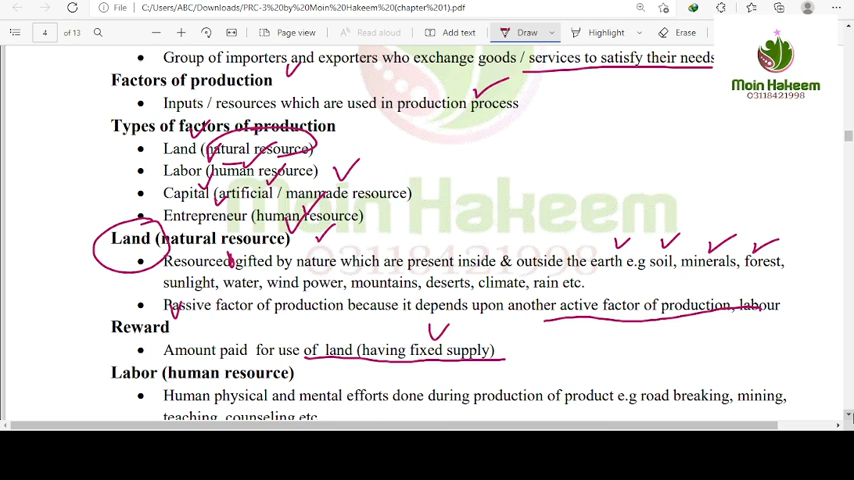 File
C:/Users/ABC/Downloads/PRC-3%20by%20Moin%20Hakeem%20(chapter%201).pdf
4 of 13
Page view
Read aloud
Add text
Draw
Highlight
Erase
Moin Hakeem
03118421998
Group of importers and exporters who exchange goods / services to satisfy their needs
Factors of production
• Inputs / resources which are used in production process
Types of factors of production
• Land (natural resource)
• Labor (human resource)
• Capital (artificial / manmade resource)
• Entrepreneur (human resource)
Land (natural resource)
• Resourced gifted by nature which are present inside & outside the earth e.g soil, minerals, forest,
sunlight, water, wind power, mountains, deserts, climate, rain etc.
• Passive factor of production because it depends upon another active factor of production, labour
Reward
• Amount paid for use of land (having fixed supply)
Labor (human resource)
• Human physical and mental efforts done during production of product e.g road breaking, mining,
teaching, counseling etc
Moin Hakeem
03118421998